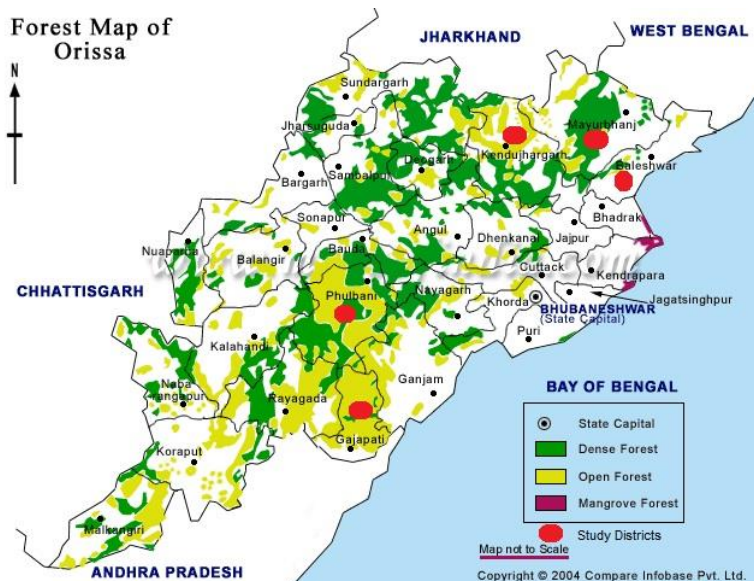 Forest Map of
Orissa
N
JHARKHAND
WEST BENGAL
Sundargarh
Jharsuguda
Mayurbhanj
Kendujhargarh
Deogarh
Sambalpur
Baleshwar
Bargarh
Bhadrak
Sonapur
Angul
Jajpur
Nuaparha
Bauda
Dhenkanal
Balangir
Cuttack
Kendrapara
CHHATTISGARH
Phulbani
Nayagarh
Khorda
Jagatsinghpur
BHUBANESHWAR
(State Capital)
Puri
Kalahandi
Naba
rangapur
Rayagada
Ganjam
BAY OF BENGAL
Koraput
Gajapati
State Capital
Dense Forest
Open Forest
Mangrove Forest
Malkangiri
Study Districts
Map not to Scale
ANDHRA PRADESH
Copyright © 2004 Compare Infobase Pvt. Ltd.